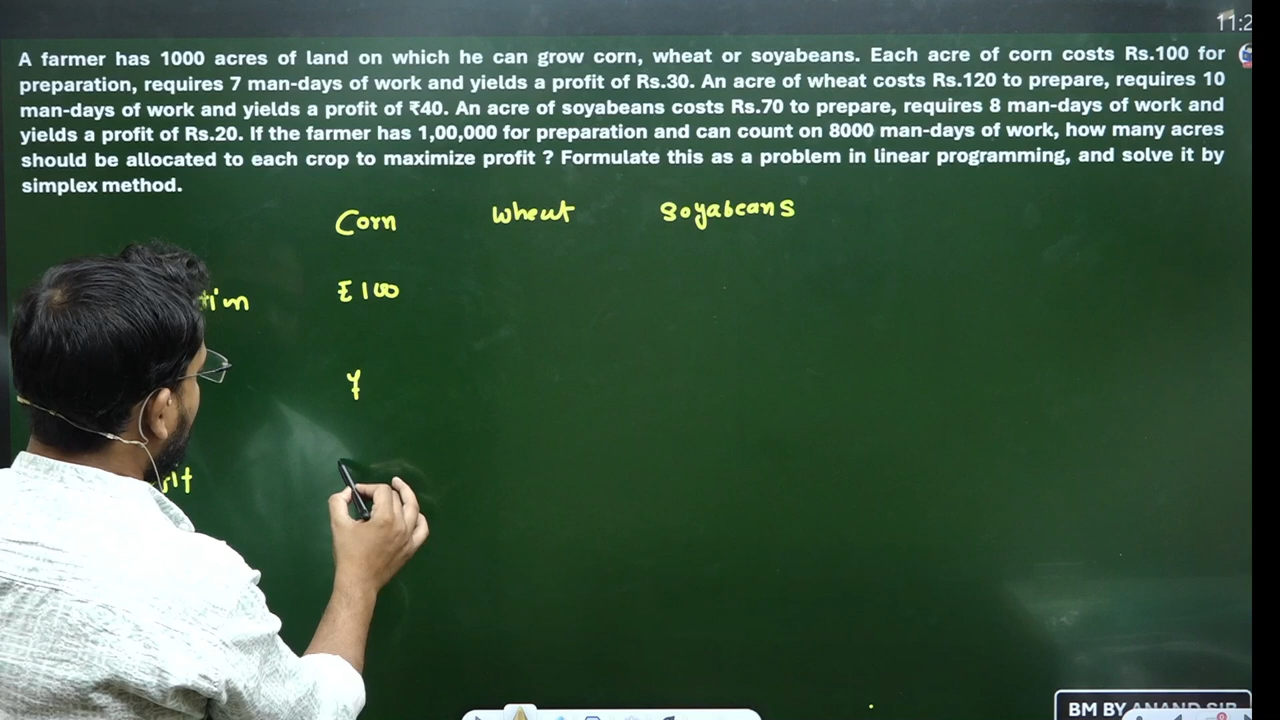 11:2
A farmer has 1000 acres of land on which he can grow corn, wheat or soyabeans. Each acre of corn costs Rs.100 for
preparation, requires 7 man-days of work and yields a profit of Rs.30. An acre of wheat costs Rs.120 to prepare, requires 10
man-days of work and yields a profit of ₹40. An acre of soyabeans costs Rs.70 to prepare, requires 8 man-days of work and
yields a profit of Rs.20. If the farmer has 1,00,000 for preparation and can count on 8000 man-days of work, how many acres
should be allocated to each crop to maximize profit ? Formulate this as a problem in linear programming, and solve it by
simplex method.
Corn Wheat Soyabeans
₹100
7
BM BY ANAND SIR